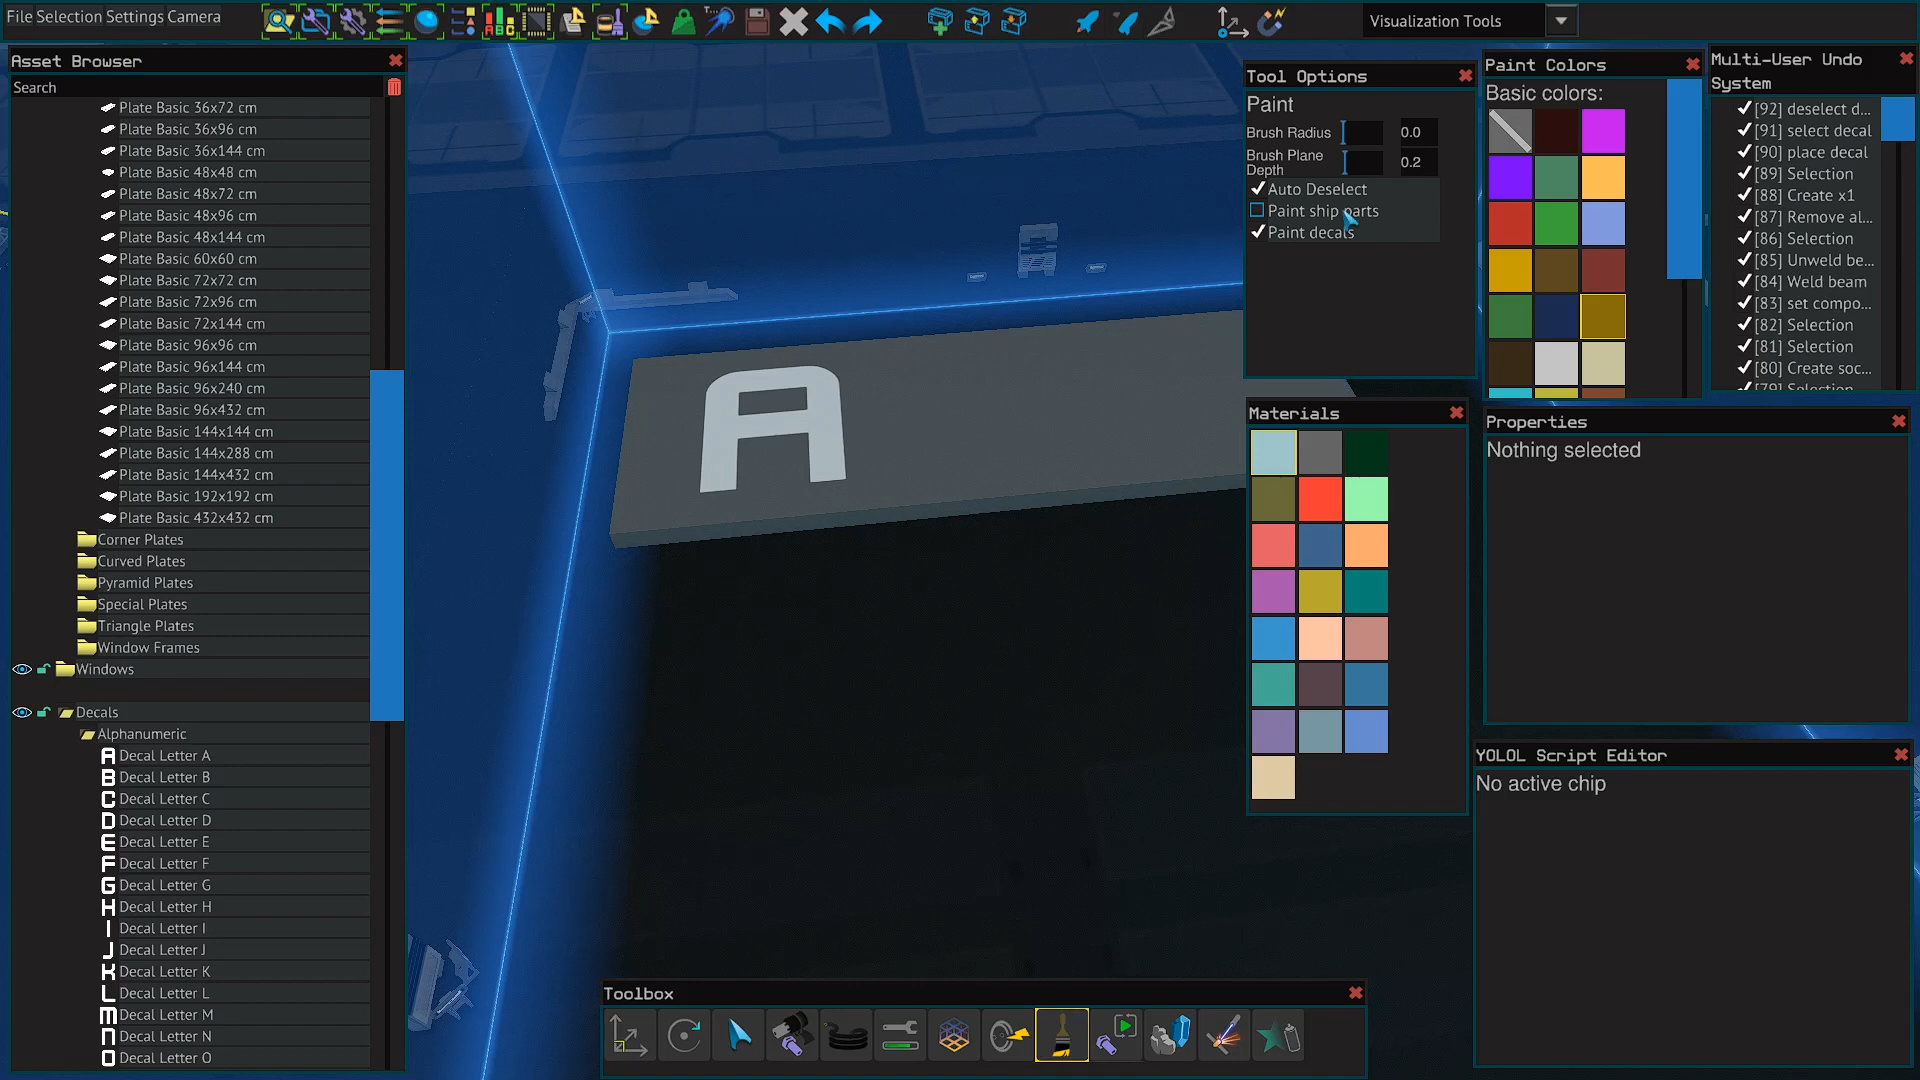 File Selection Settings Camera
Visualization Tools
Asset Browser
Search
Plate Basic 36x72 cm
Plate Basic 36x96 cm
Plate Basic 36x144 cm
Plate Basic 48x48 cm
Plate Basic 48x72 cm
Plate Basic 48x96 cm
Plate Basic 48x144 cm
Plate Basic 60x60 cm
Plate Basic 72x72 cm
Plate Basic 72x96 cm
Plate Basic 72x144 cm
Plate Basic 96x96 cm
Plate Basic 96x144 cm
Plate Basic 96x240 cm
Plate Basic 96x432 cm
Plate Basic 144x144 cm
Plate Basic 144x288 cm
Plate Basic 144x432 cm
Plate Basic 192x192 cm
Plate Basic 432x432 cm
Corner Plates
Curved Plates
Pyramid Plates
Special Plates
Triangle Plates
Window Frames
Windows
Decals
Alphanumeric
A Decal Letter A
B Decal Letter B
C Decal Letter C
D Decal Letter D
E Decal Letter E
F Decal Letter F
G Decal Letter G
H Decal Letter H
I Decal Letter I
J Decal Letter J
K Decal Letter K
L Decal Letter L
M Decal Letter M
N Decal Letter N
O Decal Letter O
A
Tool Options
Paint
Brush Radius 0.0
Brush Plane Depth 0.2
Auto Deselect
Paint ship parts
Paint decals
Materials
Paint Colors
Basic colors:
Multi-User Undo
System
[92] deselect d...
[91] select decal
[90] place decal
[89] Selection
[88] Create x1
[87] Remove al...
[86] Selection
[85] Unweld be...
[84] Weld beam
[83] set compo...
[82] Selection
[81] Selection
[80] Create soc...
[79] Selection
Properties
Nothing selected
YOLOL Script Editor
No active chip
Toolbox